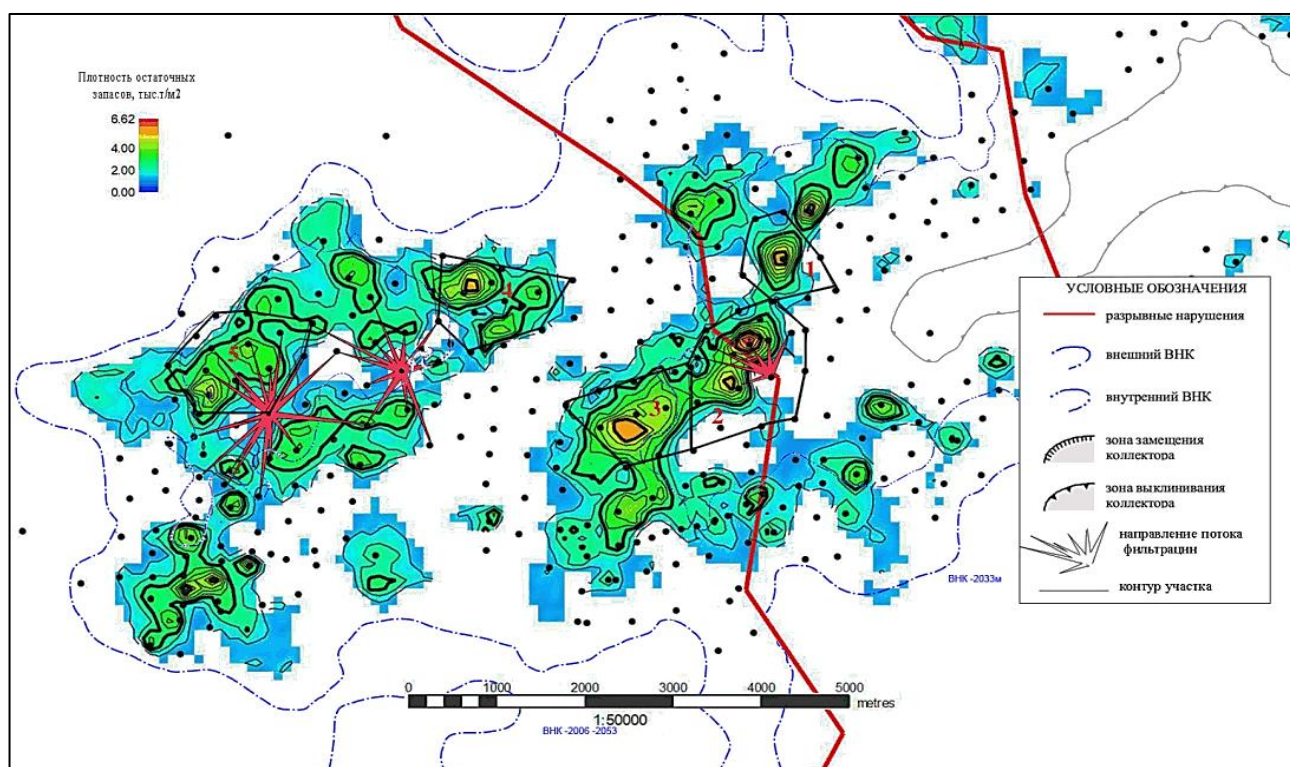 Плотность остаточных
запасов, тыс.т/м2
6.62
4.00
2.00
0.00
1
4
5
3
2
УСЛОВНЫЕ ОБОЗНАЧЕНИЯ
разрывные нарушения
внешний ВНК
внутренний ВНК
зона замещения
коллектора
зона выклинивания
коллектора
направление потока
фильтрации
контур участка
ВНК -2033м
0 1000 2000 3000 4000 5000
metres
1:50000
ВНК -2006 -2053